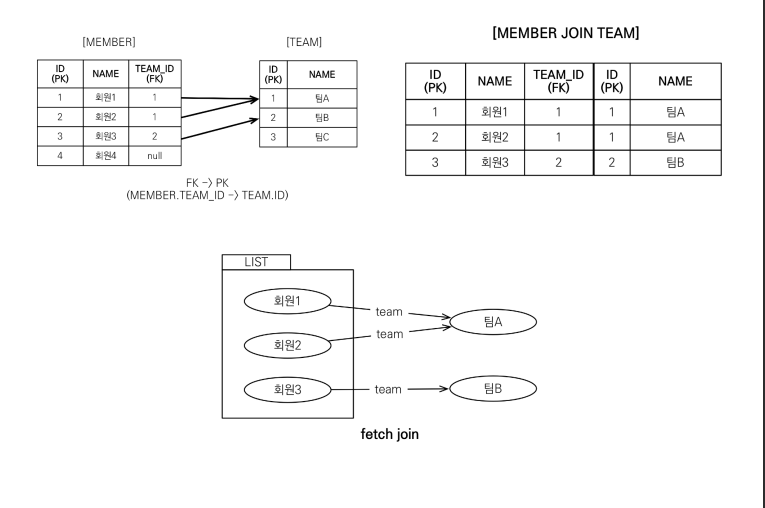 [MEMBER JOIN TEAM]
[MEMBER]
[TEAM]
ID (PK) NAME TEAM_ID (FK)
1 회원1 1
2 회원2 1
3 회원3 2
4 회원4 null
ID (PK) NAME
1 팀A
2 팀B
3 팀C
FK -> PK
(MEMBER.TEAM_ID -> TEAM.ID)
ID (PK) NAME TEAM_ID (FK) ID (PK) NAME
1 회원1 1 1 팀A
2 회원2 1 1 팀A
3 회원3 2 2 팀B
LIST
회원1
team
팀A
team
회원2
회원3
team
팀B
fetch join